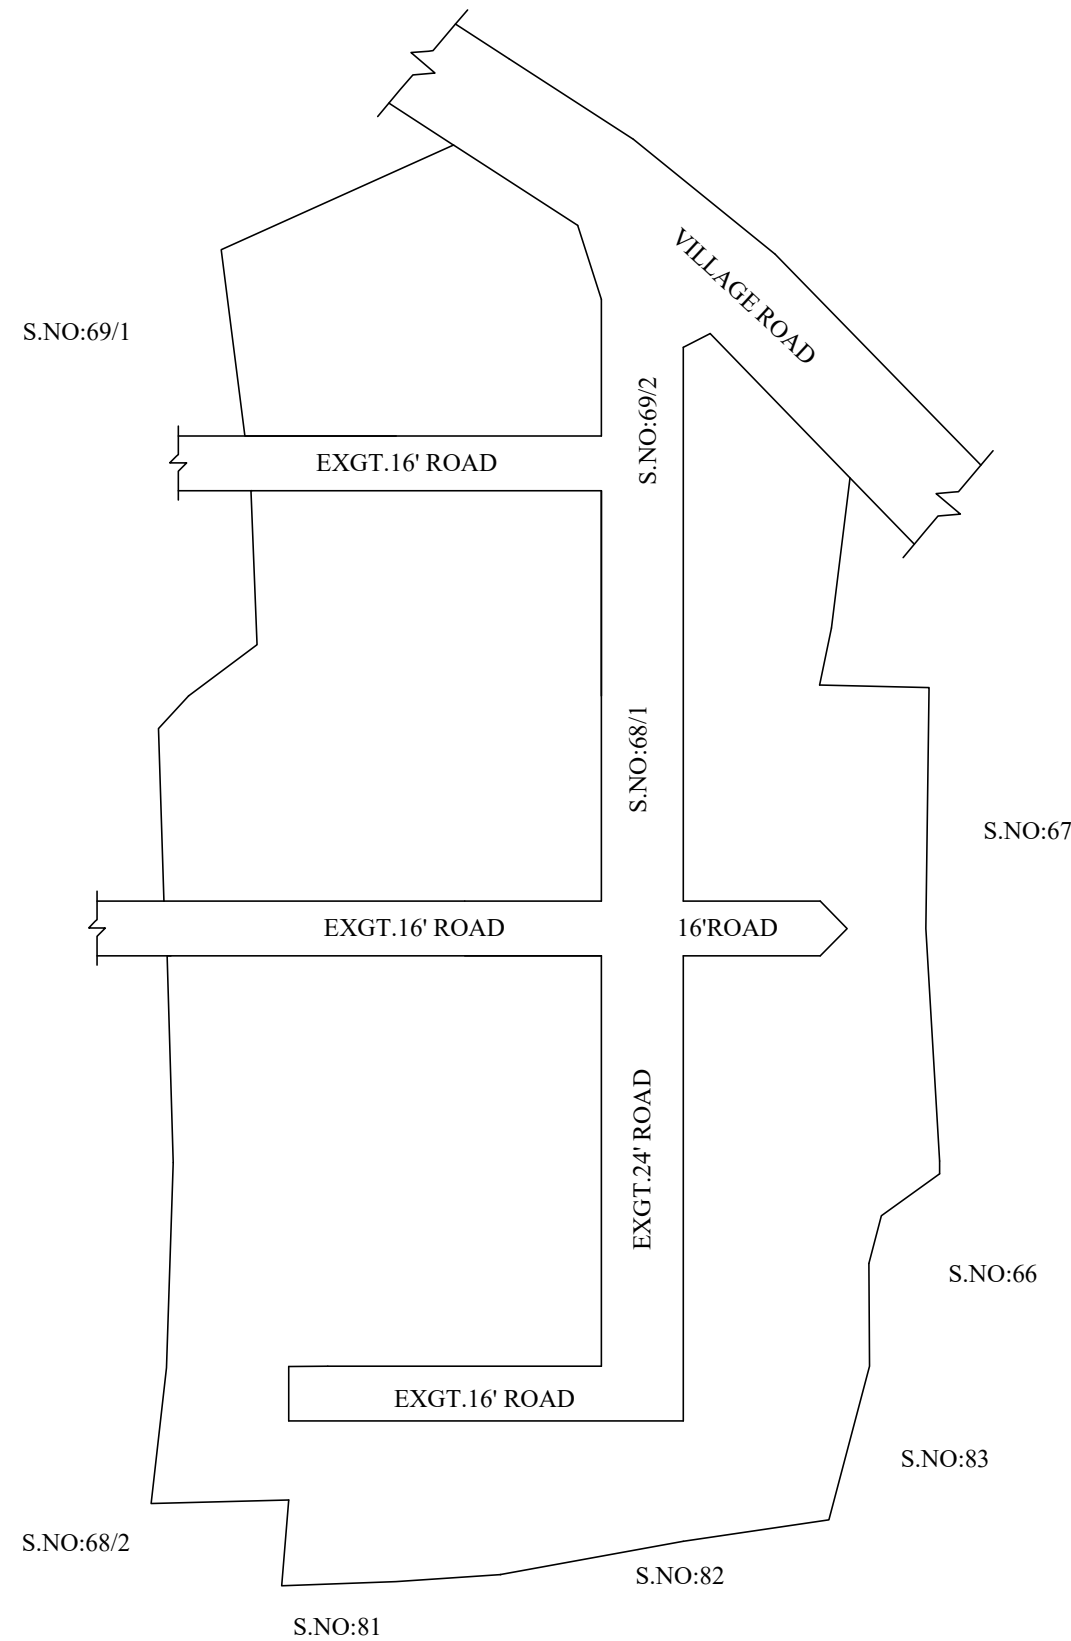 VILLAGE ROAD
S.NO:69/1
S.NO:69/2
EXGT.16' ROAD
S.NO:68/1
S.NO:67
EXGT.16' ROAD
16'ROAD
EXGT.24' ROAD
S.NO:66
EXGT.16' ROAD
S.NO:83
S.NO:68/2
S.NO:82
S.NO:81